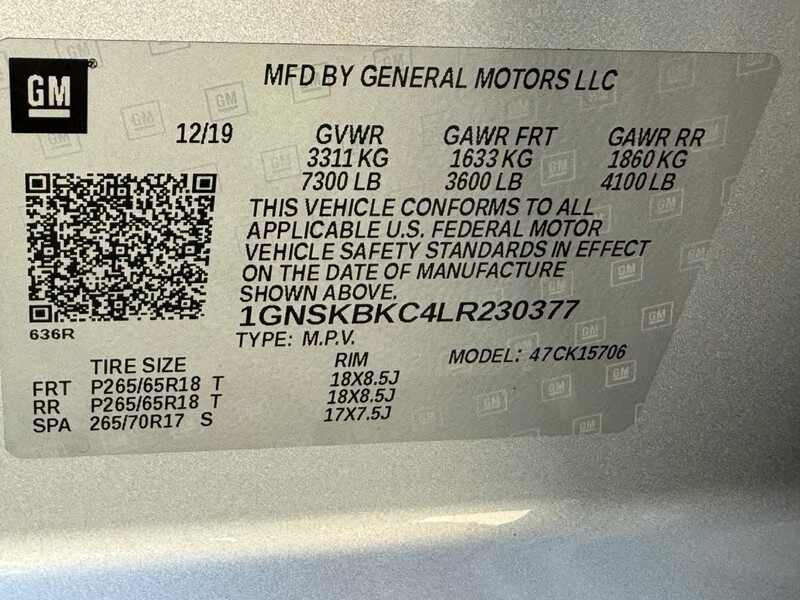 GM
MFD BY GENERAL MOTORS LLC
12/19 GVWR GAWR FRT GAWR RR
3311 KG 1633 KG 1860 KG
7300 LB 3600 LB 4100 LB
THIS VEHICLE CONFORMS TO ALL
APPLICABLE U.S. FEDERAL MOTOR
VEHICLE SAFETY STANDARDS IN EFFECT
ON THE DATE OF MANUFACTURE
SHOWN ABOVE.
1GNSKBKC4LR230377
636R
TYPE: M.P.V.
MODEL: 47CK15706
TIRE SIZE RIM
FRT P265/65R18 T 18X8.5J
RR P265/65R18 T 18X8.5J
SPA 265/70R17 S 17X7.5J